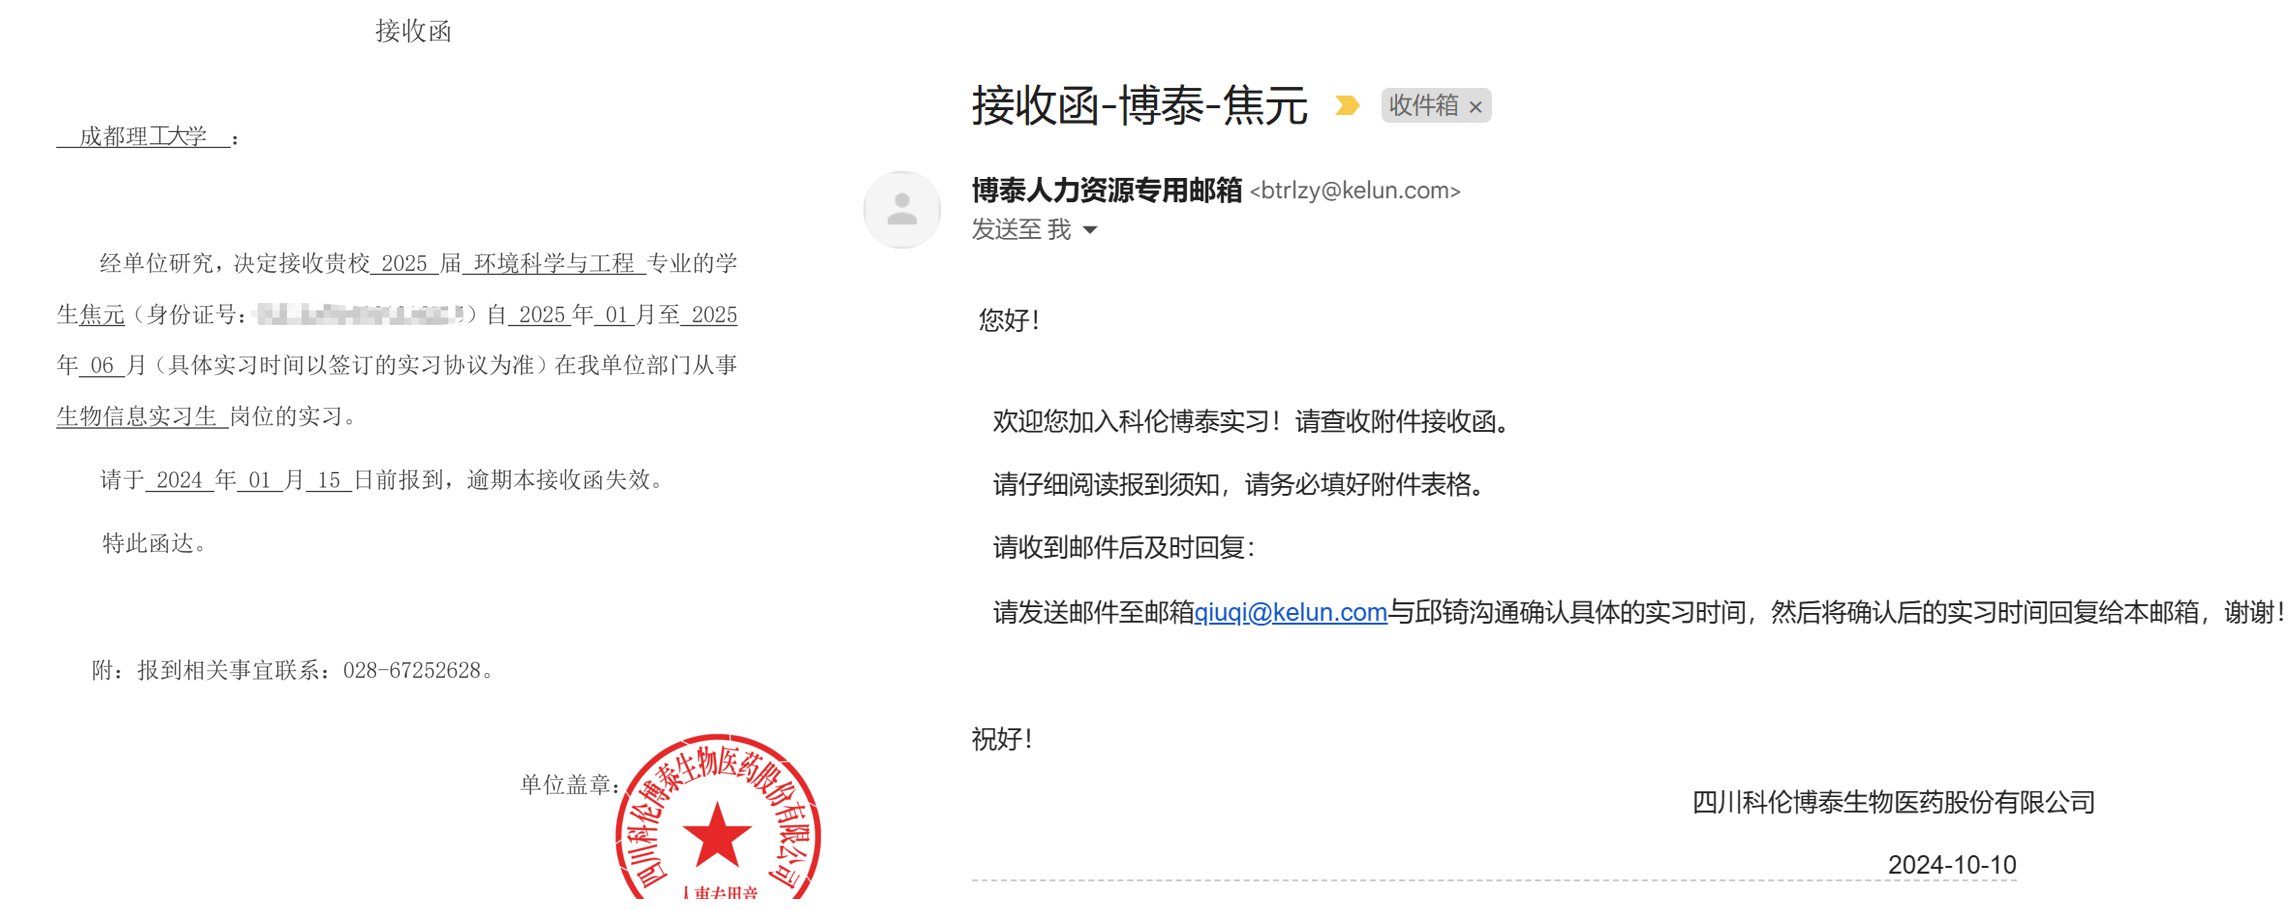 接收函
成都理工大学：
经单位研究，决定接收贵校 2025 届 环境科学与工程 专业的学
生焦元（身份证号：）自 2025 年 01 月至 2025
年 06 月（具体实习时间以签订的实习协议为准）在我单位部门从事
生物信息实习生 岗位的实习。
请于 2024 年 01 月 15 日前报到，逾期本接收函失效。
特此函达。
附：报到相关事宜联系：028-67252628。
单位盖章：
四川科伦博泰生物医药股份有限公司
人事专用章
接收函-博泰-焦元 收件箱 ×
博泰人力资源专用邮箱 <btrlzy@kelun.com>
发送至 我
您好！
欢迎您加入科伦博泰实习！请查收附件接收函。
请仔细阅读报到须知，请务必填好附件表格。
请收到邮件后及时回复：
请发送邮件至邮箱qiuqi@kelun.com与邱锜沟通确认具体的实习时间，然后将确认后的实习时间回复给本邮箱，谢谢！
祝好！
四川科伦博泰生物医药股份有限公司
2024-10-10